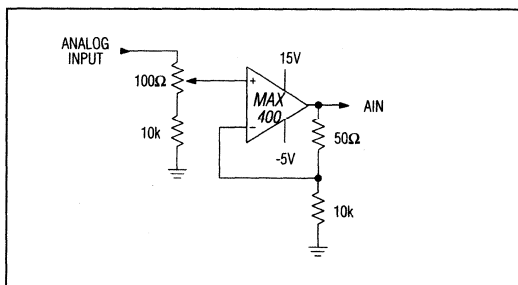 ANALOG
INPUT
100Ω
10k
+
15V
MAX
400
−
-5V
AIN
50Ω
10k